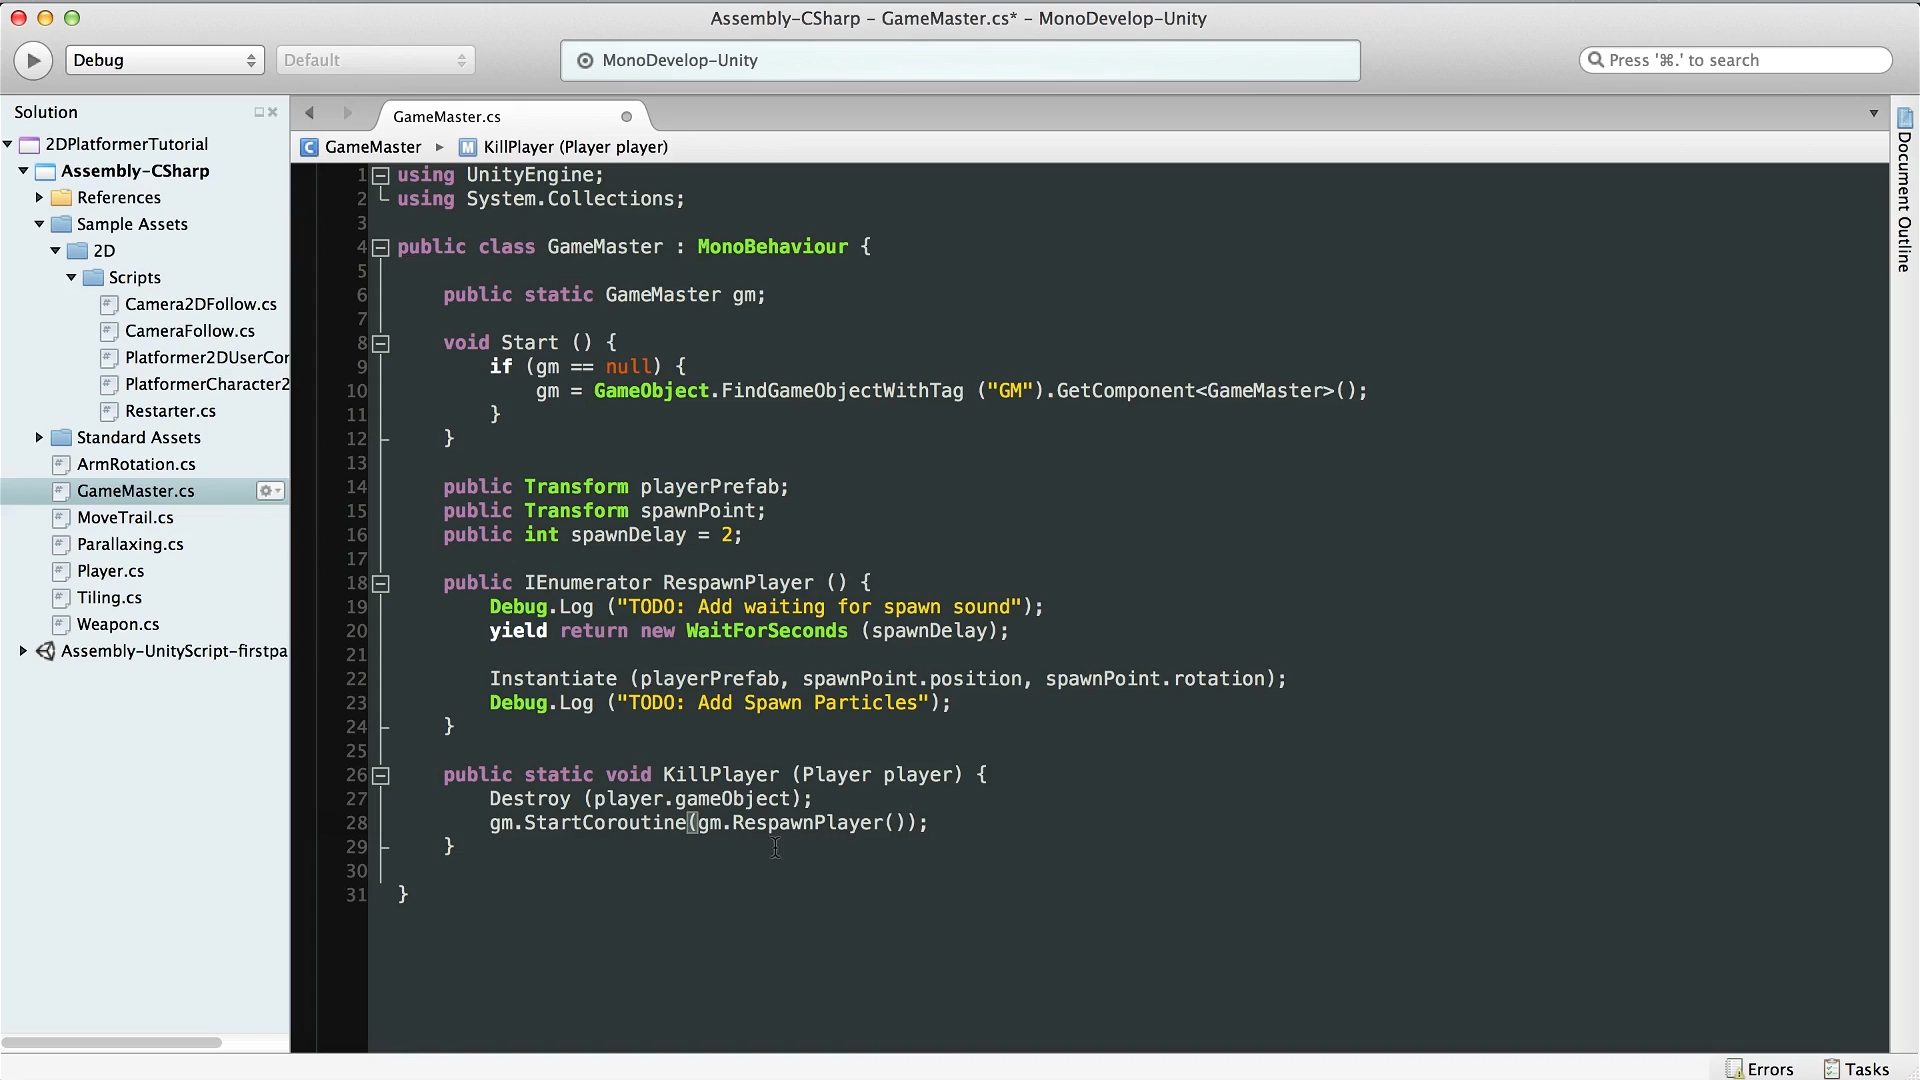 Assembly-CSharp – GameMaster.cs* – MonoDevelop-Unity
Debug
Default
MonoDevelop-Unity
Press '⌘.' to search
Solution
2DPlatformerTutorial
Assembly-CSharp
References
Sample Assets
2D
Scripts
Camera2DFollow.cs
CameraFollow.cs
Platformer2DUserCor
PlatformerCharacter2
Restarter.cs
Standard Assets
ArmRotation.cs
GameMaster.cs
MoveTrail.cs
Parallaxing.cs
Player.cs
Tiling.cs
Weapon.cs
Assembly-UnityScript-firstpa
GameMaster.cs
GameMaster
KillPlayer (Player player)
1 using UnityEngine;
2 using System.Collections;
3
4 public class GameMaster : MonoBehaviour {
5
6 public static GameMaster gm;
7
8 void Start () {
9 if (gm == null) {
10 gm = GameObject.FindGameObjectWithTag ("GM").GetComponent<GameMaster>();
11 }
12 }
13
14 public Transform playerPrefab;
15 public Transform spawnPoint;
16 public int spawnDelay = 2;
17
18 public IEnumerator RespawnPlayer () {
19 Debug.Log ("TODO: Add waiting for spawn sound");
20 yield return new WaitForSeconds (spawnDelay);
21
22 Instantiate (playerPrefab, spawnPoint.position, spawnPoint.rotation);
23 Debug.Log ("TODO: Add Spawn Particles");
24 }
25
26 public static void KillPlayer (Player player) {
27 Destroy (player.gameObject);
28 gm.StartCoroutine(gm.RespawnPlayer());
29 }
30
31 }
Document Outline
Errors
Tasks